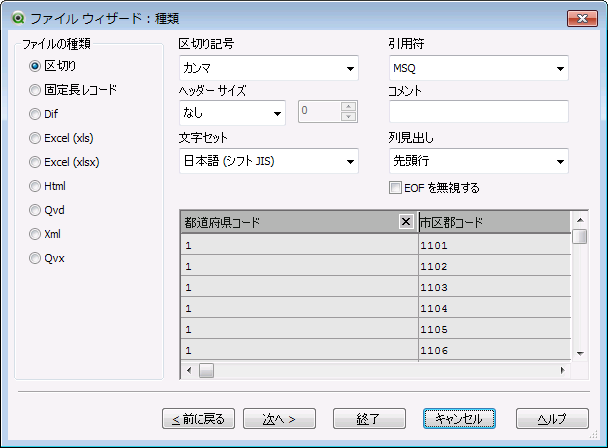 ファイル ウィザード : 種類
ファイルの種類
区切り
固定長レコード
Dif
Excel (xls)
Excel (xlsx)
Html
Qvd
Xml
Qvx
区切り記号
カンマ
引用符
MSQ
ヘッダー サイズ
なし
0
コメント
文字セット
日本語 (シフト JIS)
列見出し
先頭行
EOF を無視する
都道府県コード 市区郡コード
1 1101
1 1102
1 1103
1 1104
1 1105
1 1106
< 前に戻る
次へ >
終了
キャンセル
ヘルプ